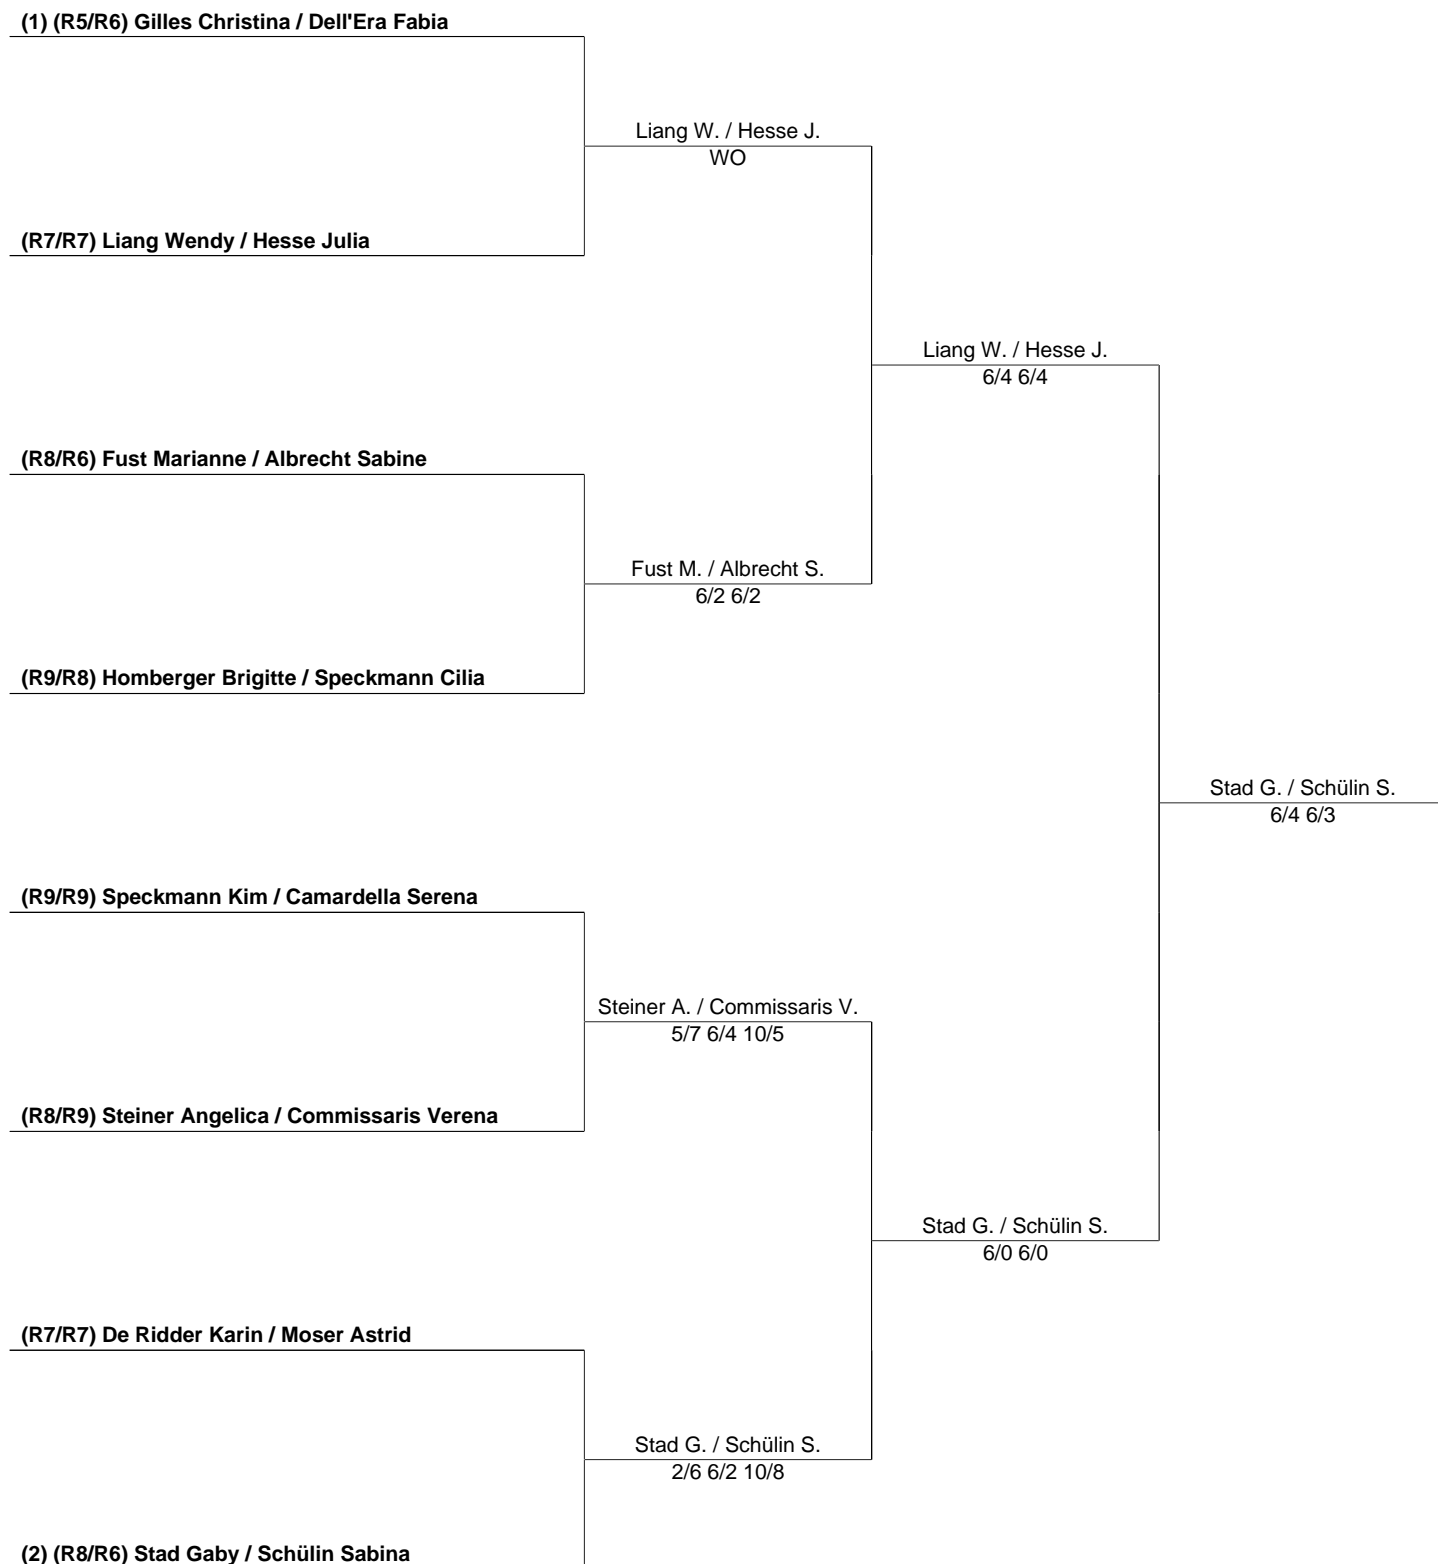 (1) (R5/R6) Gilles Christina / Dell'Era Fabia
Liang W. / Hesse J.
WO
(R7/R7) Liang Wendy / Hesse Julia
Liang W. / Hesse J.
6/4 6/4
(R8/R6) Fust Marianne / Albrecht Sabine
Fust M. / Albrecht S.
6/2 6/2
(R9/R8) Homberger Brigitte / Speckmann Cilia
Stad G. / Schülin S.
6/4 6/3
(R9/R9) Speckmann Kim / Camardella Serena
Steiner A. / Commissaris V.
5/7 6/4 10/5
(R8/R9) Steiner Angelica / Commissaris Verena
Stad G. / Schülin S.
6/0 6/0
(R7/R7) De Ridder Karin / Moser Astrid
Stad G. / Schülin S.
2/6 6/2 10/8
(2) (R8/R6) Stad Gaby / Schülin Sabina